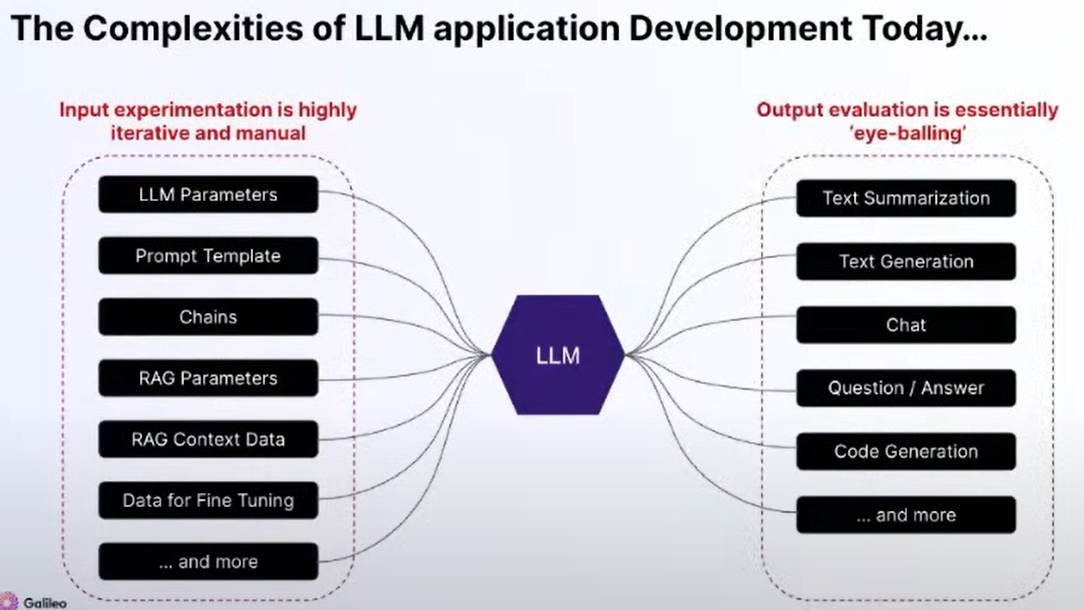 The Complexities of LLM application Development Today...
Input experimentation is highly
iterative and manual
LLM Parameters
Prompt Template
Chains
RAG Parameters
RAG Context Data
Data for Fine Tuning
... and more
LLM
Output evaluation is essentially
'eye-balling'
Text Summarization
Text Generation
Chat
Question / Answer
Code Generation
... and more
Galileo